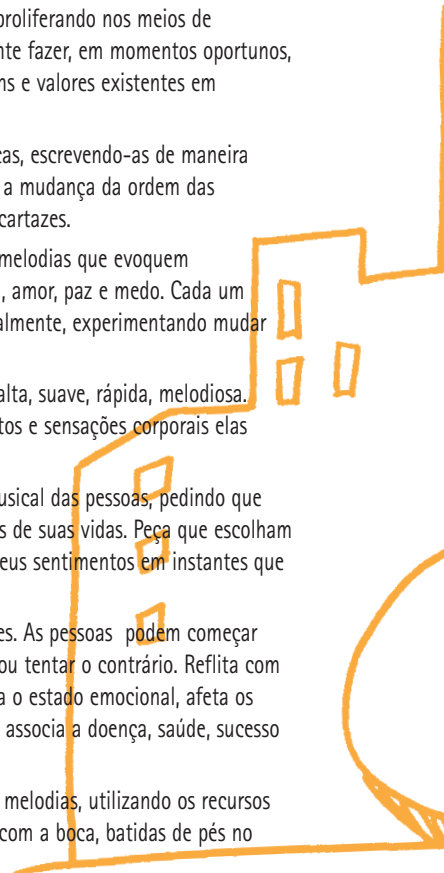 proliferando nos meios de
nte fazer, em momentos oportunos,
ns e valores existentes em
cas, escrevendo-as de maneira
a mudança da ordem das
cartazes.
melodias que evoquem
, amor, paz e medo. Cada um
almente, experimentando mudar
alta, suave, rápida, melodiosa.
tos e sensações corporais elas
usical das pessoas, pedindo que
s de suas vidas. Peça que escolham
eus sentimentos em instantes que
es. As pessoas podem começar
ou tentar o contrário. Reflita com
a o estado emocional, afeta os
associa a doença, saúde, sucesso
melodias, utilizando os recursos
com a boca, batidas de pés no